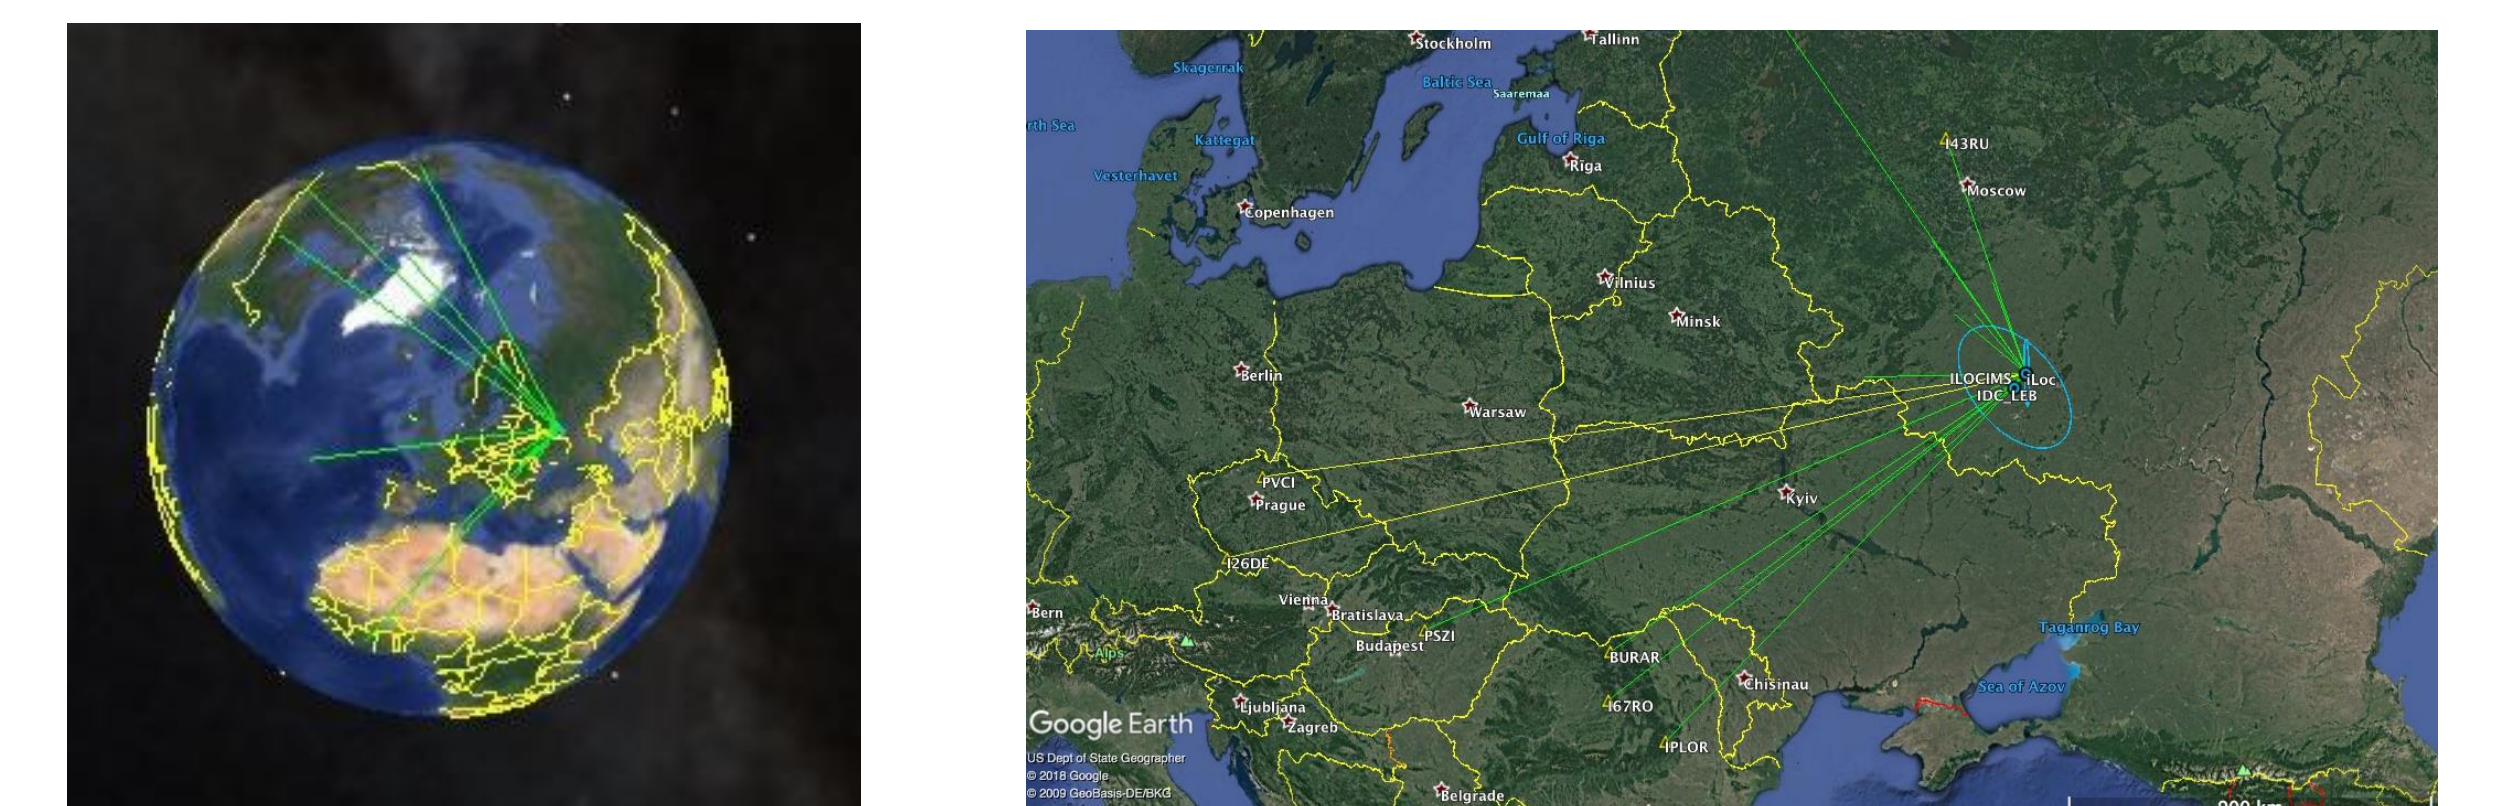 Stockholm
Tallinn
Skagerrak
Baltic Sea
Saaremaa
rth Sea
Kattegat
Gulf of Riga
I43RU
Riga
Vesterhavet
Moscow
Copenhagen
Vilnius
Minsk
Berlin
ILOCIMS
iLoc
IDC_LEB
Warsaw
PVCI
Prague
Kyiv
I26DE
Vienna
Bratislava
Bern
Taganrog Bay
PSZI
Budapest
Alps
BURAR
Chisinau
Sea of Azov
Ljubljana
I67RO
Google Earth
Zagreb
IPLOR
US Dept of State Geographer
© 2018 Google
© 2009 GeoBasis-DE/BKG
Belgrade